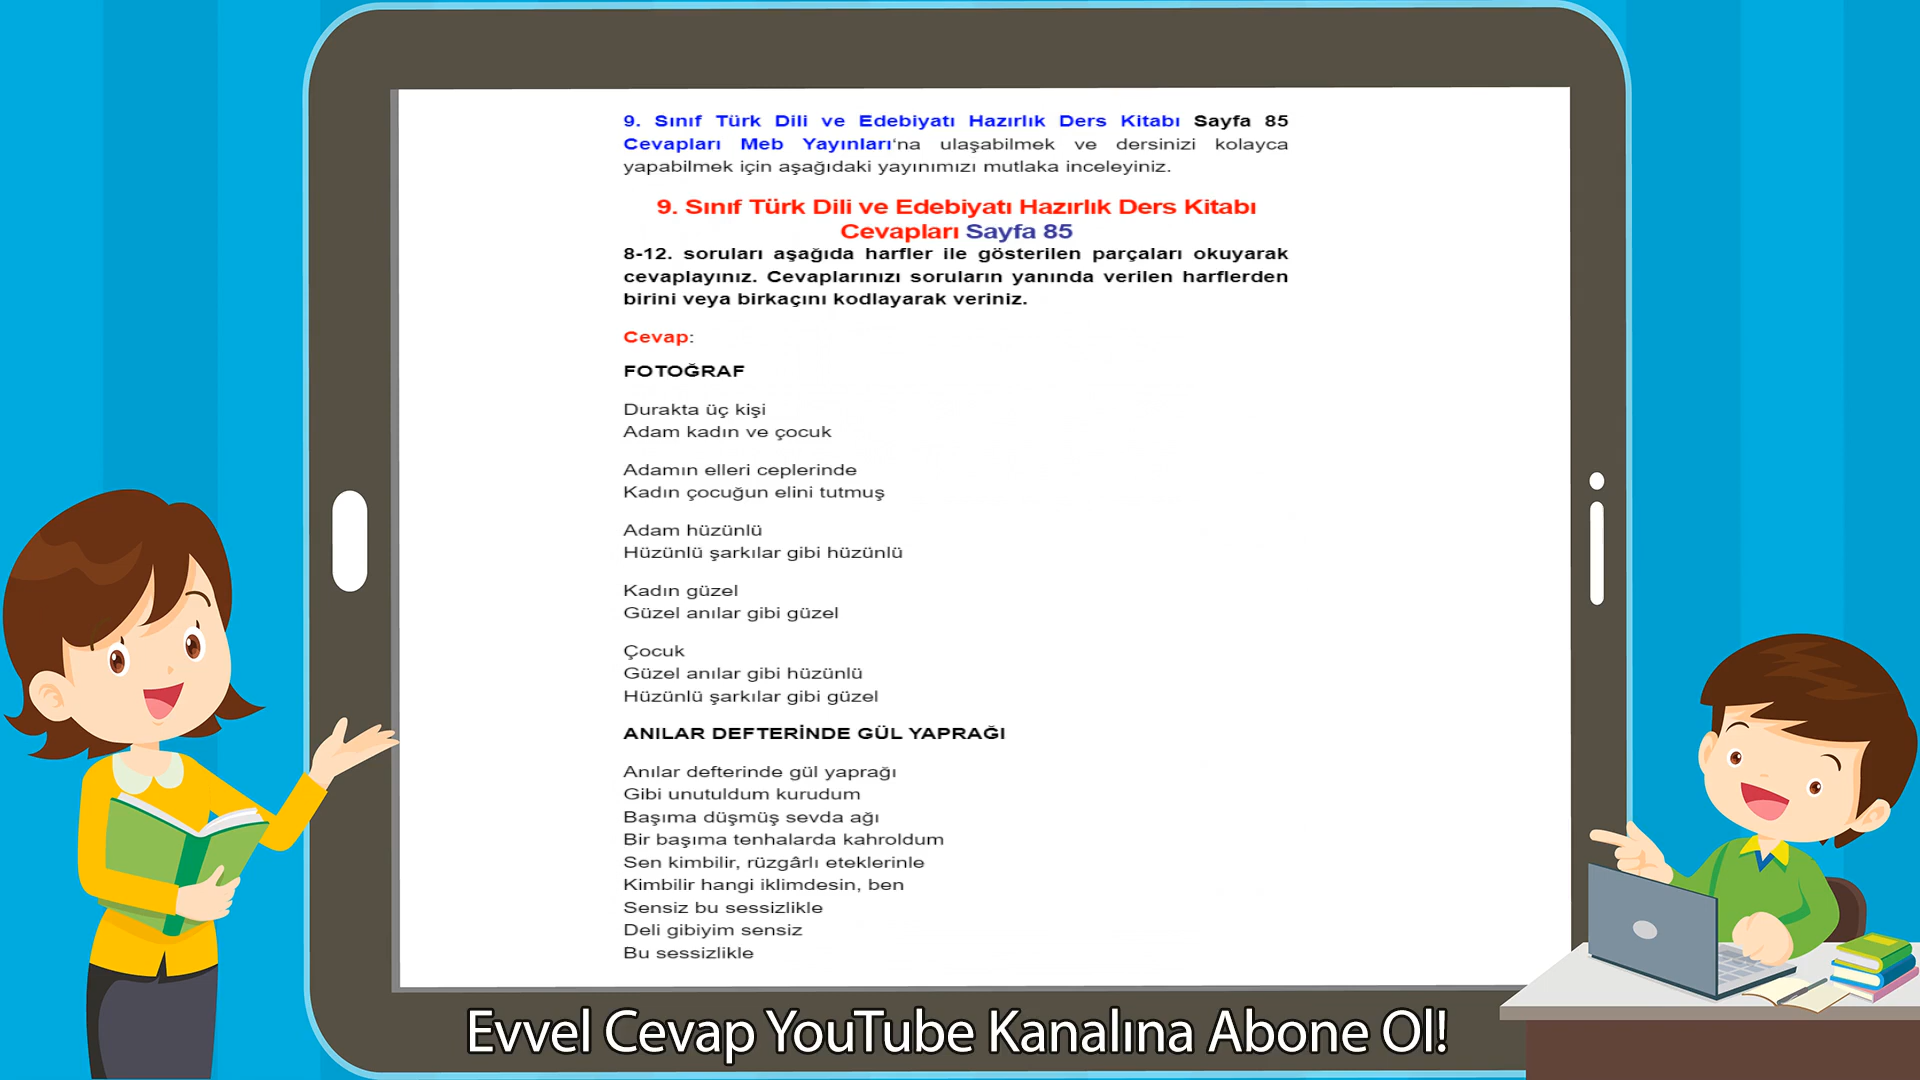 9. Sınıf Türk Dili ve Edebiyatı Hazırlık Ders Kitabı Sayfa 85
Cevapları Meb Yayınları‘na ulaşabilmek ve dersinizi kolayca
yapabilmek için aşağıdaki yayınımızı mutlaka inceleyiniz.
9. Sınıf Türk Dili ve Edebiyatı Hazırlık Ders Kitabı
Cevapları Sayfa 85
8-12. soruları aşağıda harfler ile gösterilen parçaları okuyarak
cevaplayınız. Cevaplarınızı soruların yanında verilen harflerden
birini veya birkaçını kodlayarak veriniz.
Cevap:
FOTOĞRAF
Durakta üç kişi
Adam kadın ve çocuk
Adamın elleri ceplerinde
Kadın çocuğun elini tutmuş
Adam hüzünlü
Hüzünlü şarkılar gibi hüzünlü
Kadın güzel
Güzel anılar gibi güzel
Çocuk
Güzel anılar gibi hüzünlü
Hüzünlü şarkılar gibi güzel
ANILAR DEFTERİNDE GÜL YAPRAĞI
Anılar defterinde gül yaprağı
Gibi unutuldum kurudum
Başıma düşmüş sevda ağı
Bir başıma tenhalarda kahroldum
Sen kimbilir, rüzgârlı eteklerinle
Kimbilir hangi iklimdesin, ben
Sensiz bu sessizlikle
Deli gibiyim sensiz
Bu sessizlikle
Evvel Cevap YouTube Kanalına Abone Ol!